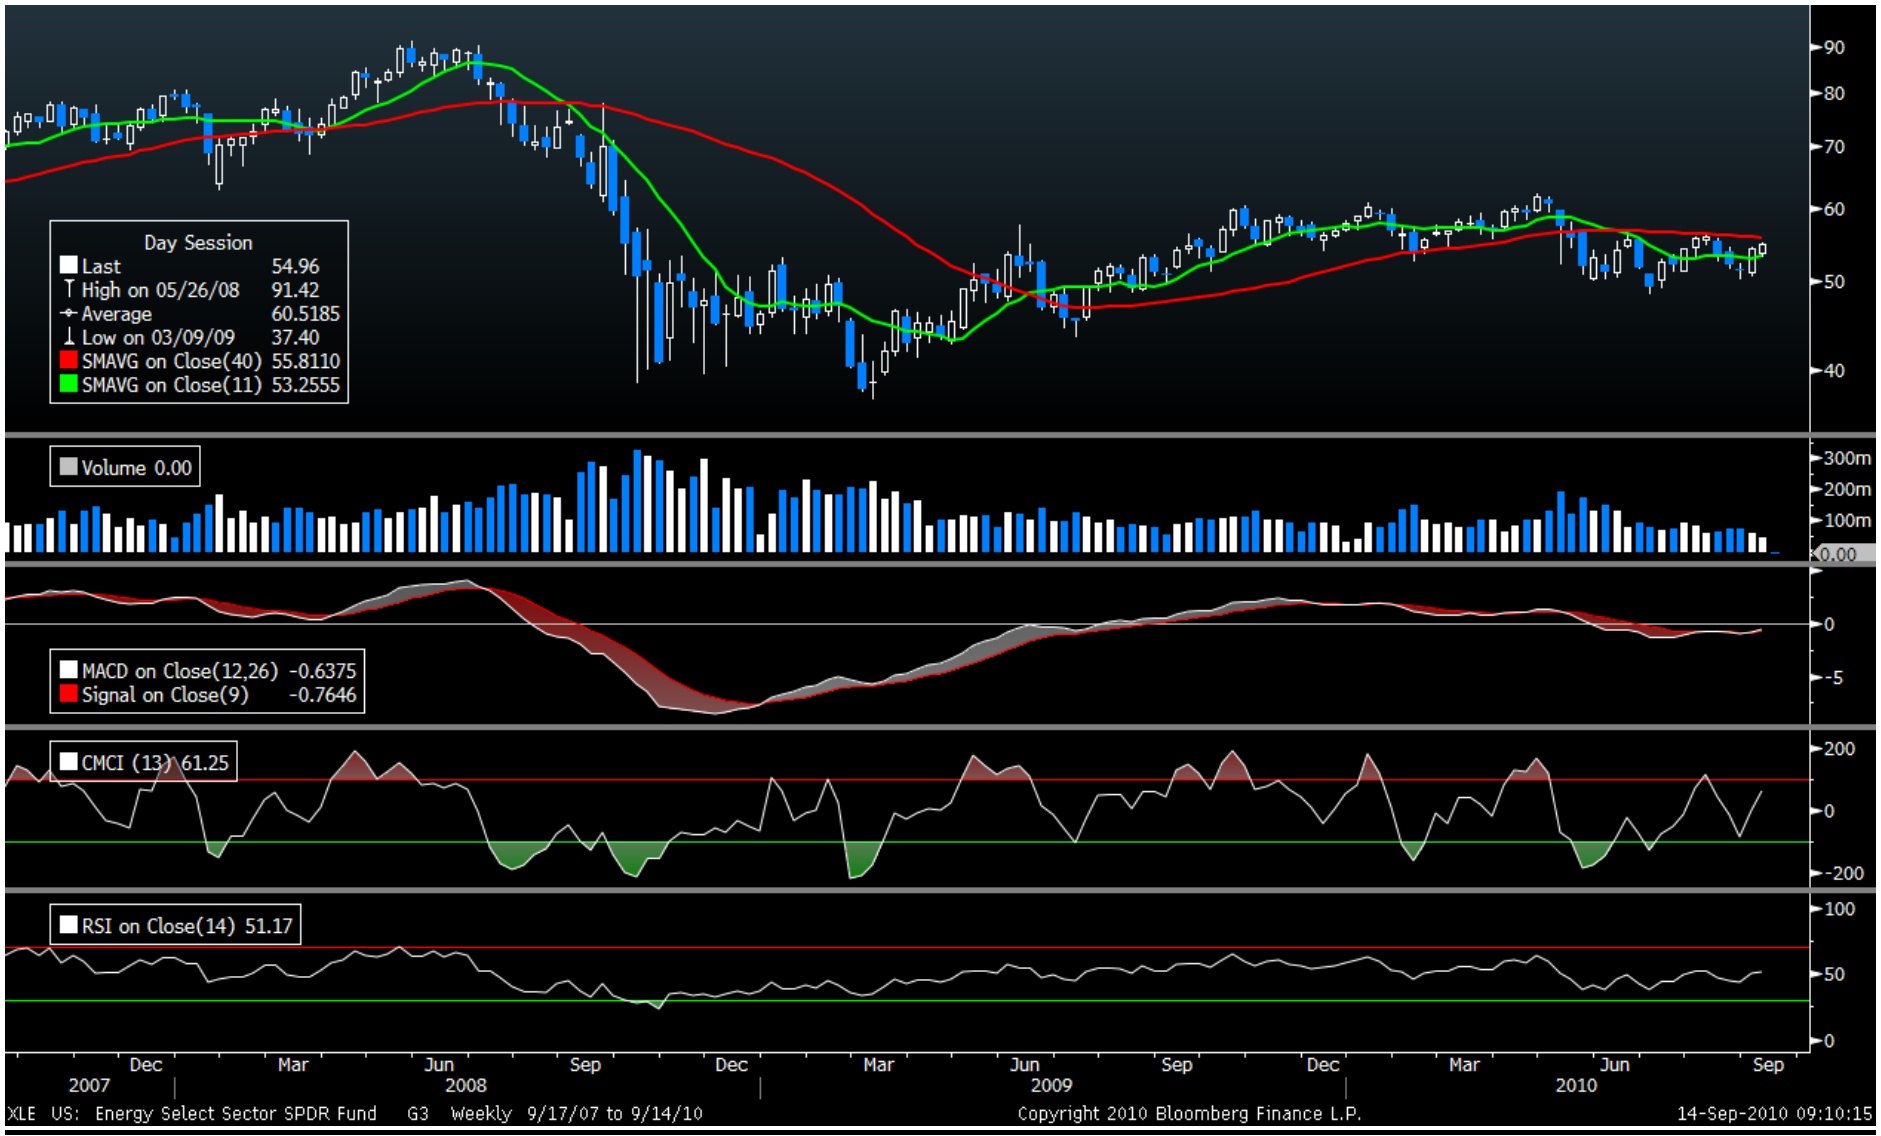 90
80
70
60
50
40
Day Session
Last 54.96
High on 05/26/08 91.42
Average 60.5185
Low on 03/09/09 37.40
SMAVG on Close(40) 55.8110
SMAVG on Close(11) 53.2555
Volume 0.00
300m
200m
100m
0.00
0
-5
MACD on Close(12,26) -0.6375
Signal on Close(9) -0.7646
CMCI (13) 61.25
200
0
-200
RSI on Close(14) 51.17
100
50
0
Dec Mar Jun Sep Dec Mar Jun Sep Dec Mar Jun Sep
2007 2008 2009 2010
XLE US: Energy Select Sector SPDR Fund G3 Weekly 9/17/07 to 9/14/10 Copyright 2010 Bloomberg Finance L.P. 14-Sep-2010 09:10:15